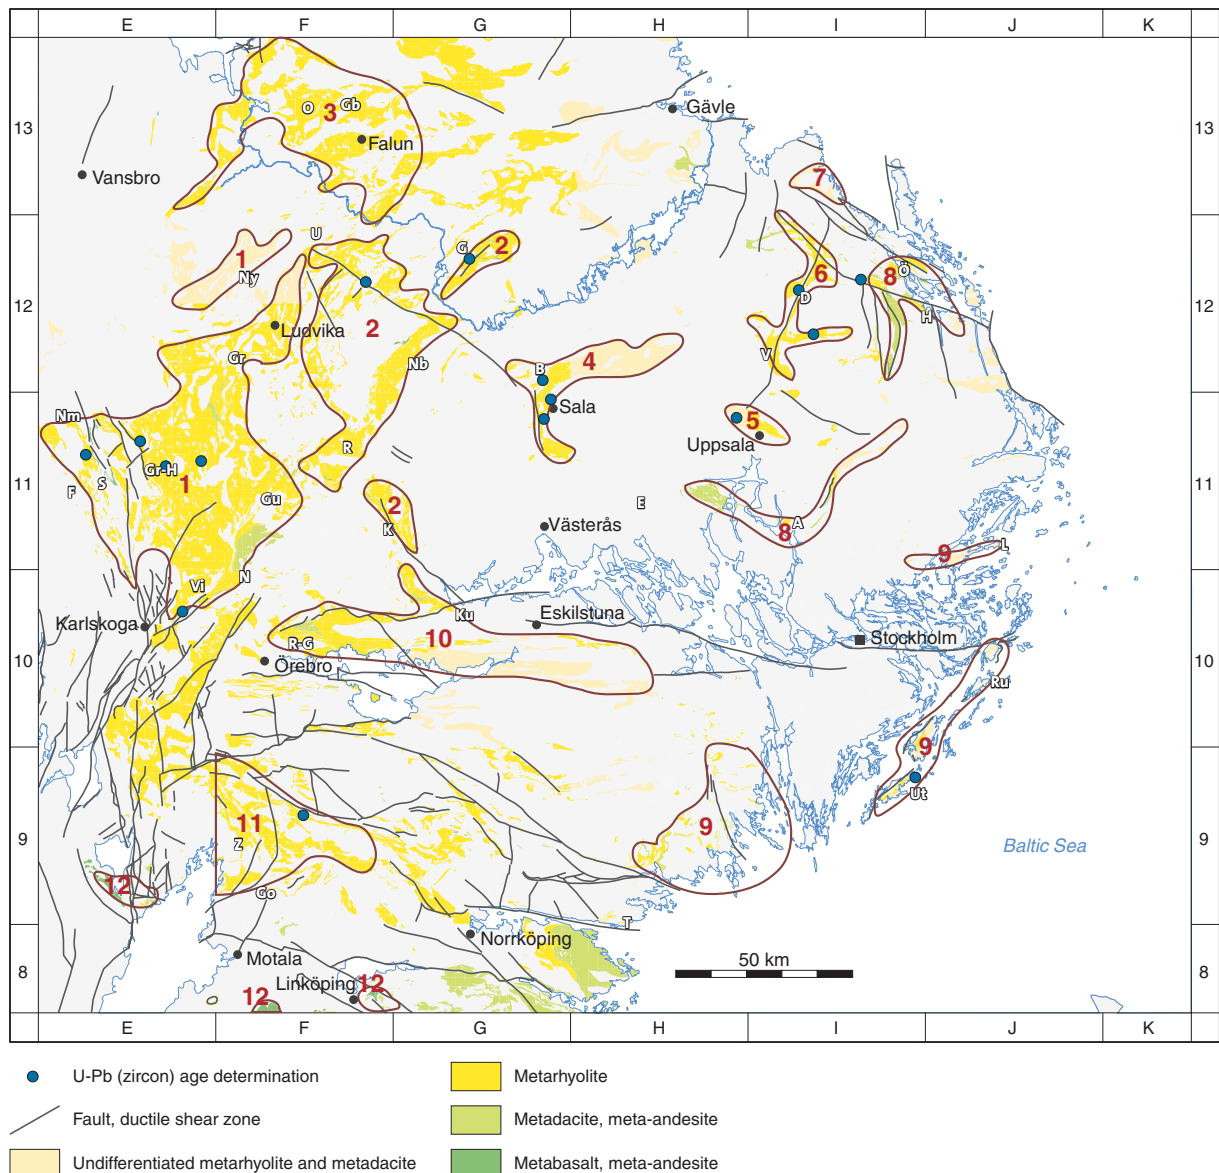 E F G H I J K
13 13
Gävle
O Gb
3
Falun
Vansbro
7
U
G 2
1
Ny
6
8 Ö
D
12 12
H
Ludvika
2
Gr
Nb
V
B 4
Sala
Nm
5
Uppsala
R
Gr-H
F S 1
Gu
11 11
2
E
K
Västerås
A
8
9 L
Vi N
Karlskoga
Ku
Eskilstuna
R-G
10
Stockholm
Örebro
10 10
Ru
9
Ut
11
9
Z
9 9
Baltic Sea
12
Go
T
Norrköping
Motala
50 km
8 8
Linköping 12
12
E F G H I J K
U-Pb (zircon) age determination
Metarhyolite
Fault, ductile shear zone
Metadacite, meta-andesite
Undifferentiated metarhyolite and metadacite
Metabasalt, meta-andesite